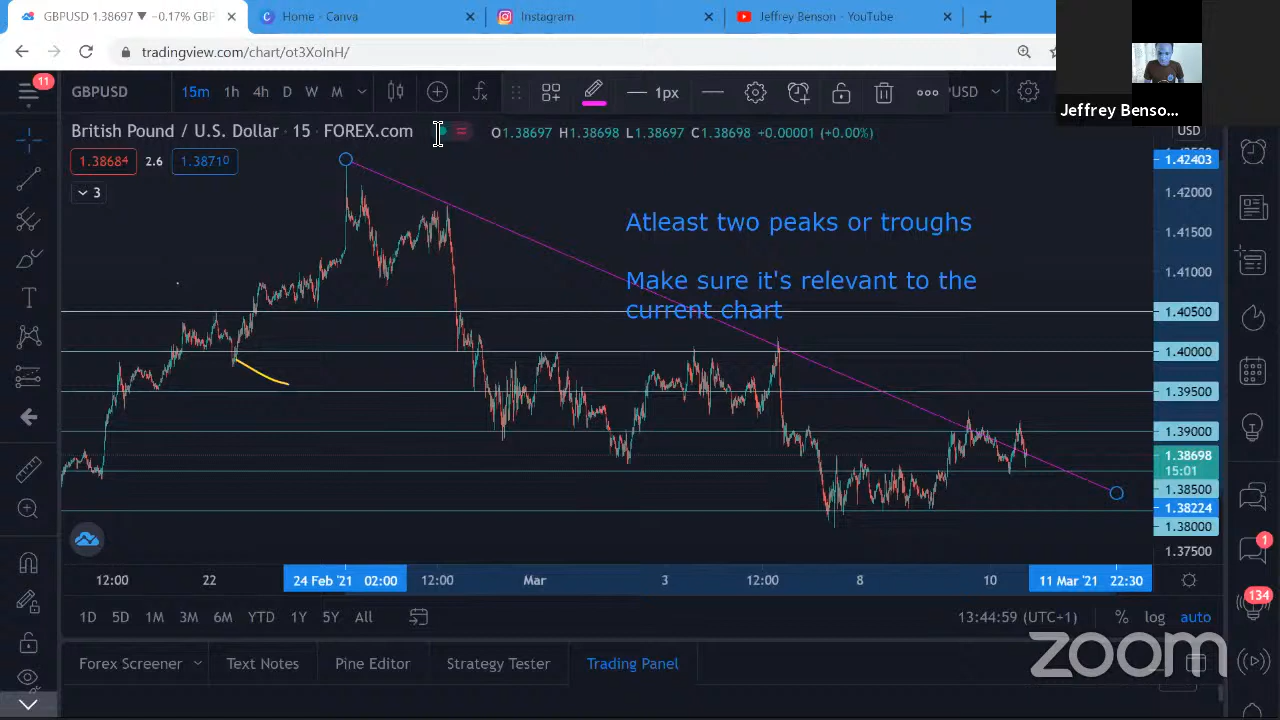 GBPUSD 1.38697 ▼ −0.17% GBP
Home - Canva
Instagram
Jeffrey Benson - YouTube
tradingview.com/chart/ot3XoInH/
11
GBPUSD
15m 1h 4h D W M
1px
USD
Jeffrey Benso...
British Pound / U.S. Dollar · 15 · FOREX.com
O1.38697 H1.38698 L1.38697 C1.38698 +0.00001 (+0.00%)
USD
1.38684 2.6 1.38710
3
1.42403
1.42000
1.41500
1.41000
1.40500
1.40000
1.39500
1.39000
1.38698
15:01
1.38500
1.38224
1.38000
1.37500
Atleast two peaks or troughs
Make sure it's relevant to the
current chart
12:00 22 24 Feb '21 02:00 12:00 Mar 3 12:00 8 10 11 Mar '21 22:30
1D 5D 1M 3M 6M YTD 1Y 5Y All
13:44:59 (UTC+1) % log auto
1
134
Forex Screener Text Notes Pine Editor Strategy Tester Trading Panel
zoom